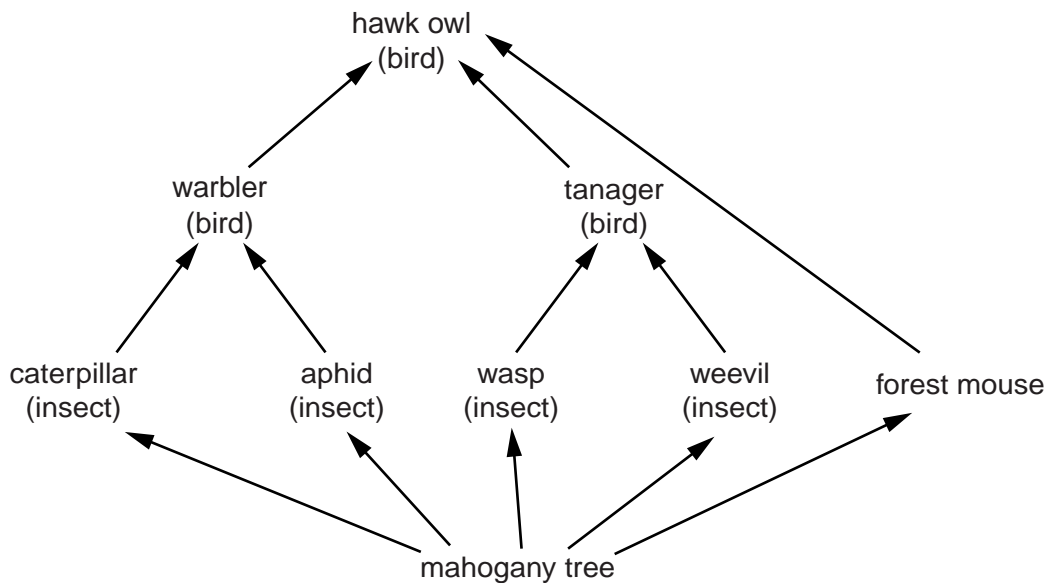 hawk owl
(bird)
warbler
(bird)
tanager
(bird)
caterpillar
(insect)
aphid
(insect)
wasp
(insect)
weevil
(insect)
forest mouse
mahogany tree